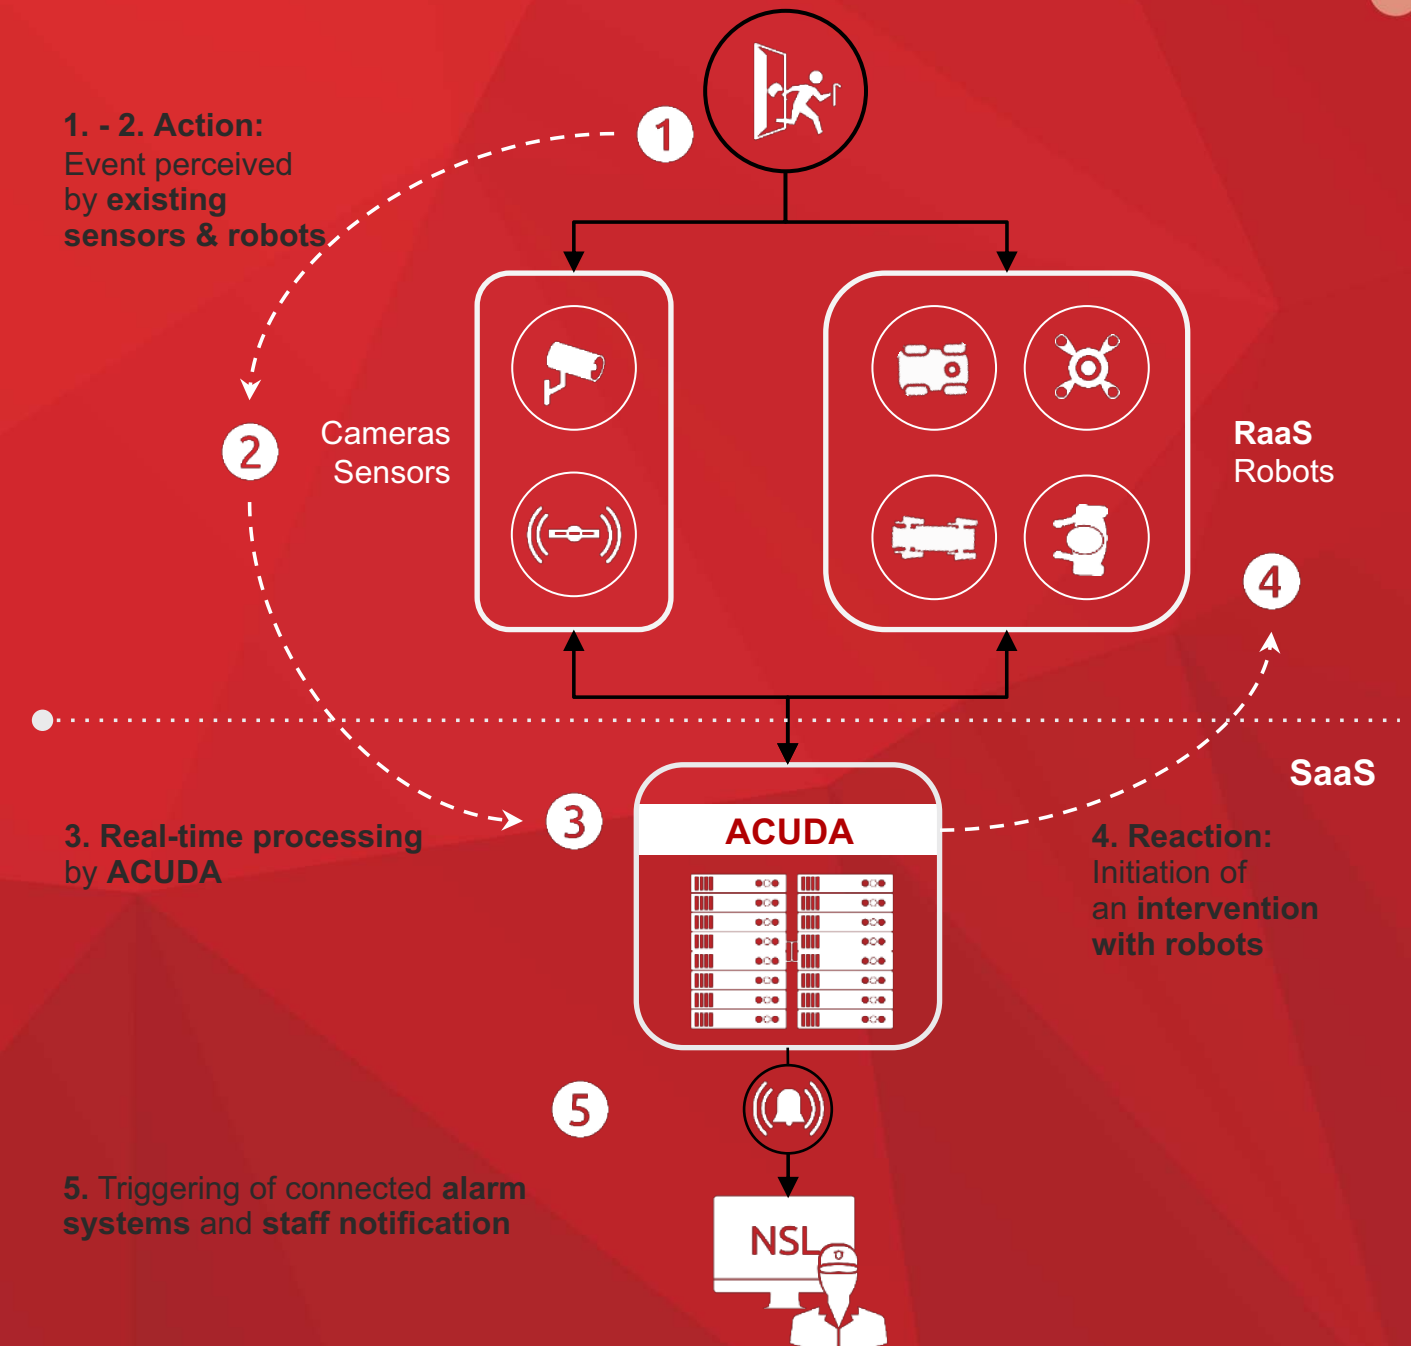 1
1. - 2. Action:
Event perceived
by existing
sensors & robots
2
Cameras
Sensors
RaaS
Robots
4
SaaS
3
ACUDA
3. Real-time processing
by ACUDA
4. Reaction:
Initiation of
an intervention
with robots
5
5. Triggering of connected alarm
systems and staff notification
NSL